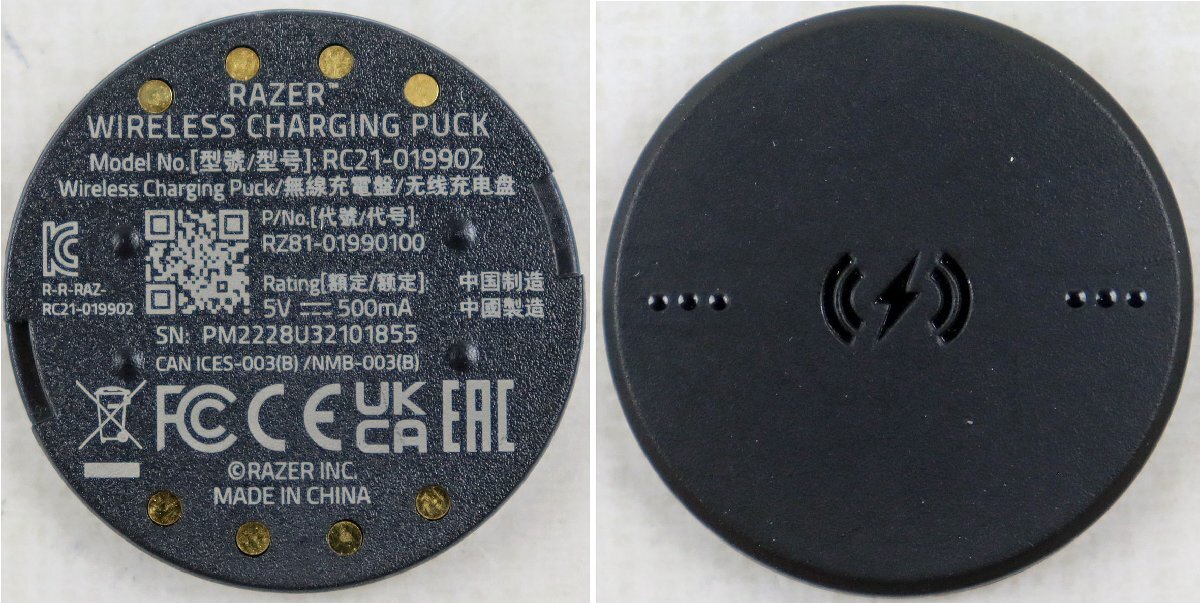 RAZER™
WIRELESS CHARGING PUCK
Model No.[型號/型号]: RC21-019902
Wireless Charging Puck/無線充電盤/无线充电盘
P/No.[代號/代号]:
RZ81-01990100
R-R-RAZ-
RC21-019902
Rating[額定/额定]:
5V ⎓ 500mA
中国制造
中國製造
SN: PM2228U32101855
CAN ICES-003(B) /NMB-003(B)
FC CE UK CA EAC
©RAZER INC.
MADE IN CHINA